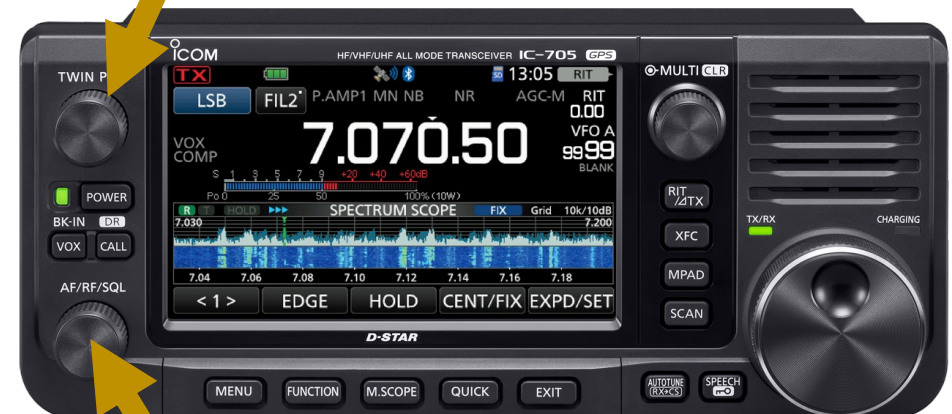 ICOM
HF/VHF/UHF ALL MODE TRANSCEIVER IC-705 GPS
TWIN P
TX 13:05 RIT
LSB FIL2 P.AMP1 MN NB NR AGC-M RIT
0.00
7.070.50
VFO A
VOX
COMP
99 99
BLANK
S 1 3 5 7 9 +20 +40 +60dB
Po 0 25 50 100% (10W)
R T HOLD SPECTRUM SCOPE FIX Grid 10k/10dB
7.030 7.200
7.04 7.06 7.08 7.10 7.12 7.14 7.16 7.18
<1> EDGE HOLD CENT/FIX EXPD/SET
D-STAR
POWER
BK-IN DR
VOX CALL
AF/RF/SQL
MENU FUNCTION M.SCOPE QUICK EXIT
MULTI CLR
RIT
/⊿TX
XFC
MPAD
SCAN
TX/RX CHARGING
AUTOTUNE
RX→CS
SPEECH